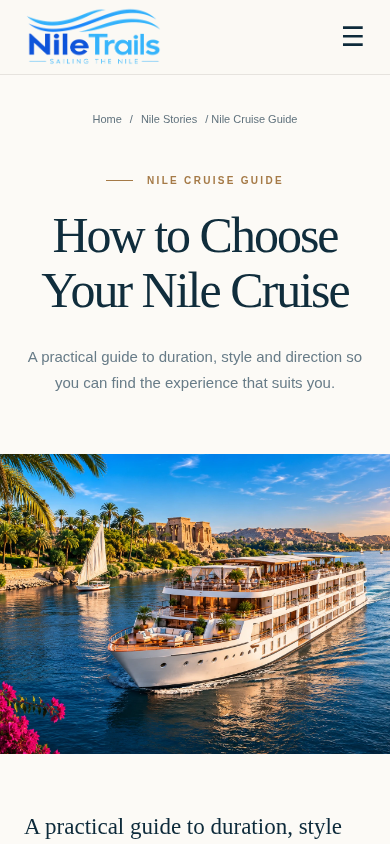 NileTrails
SAILING THE NILE
☰
Home / Nile Stories / Nile Cruise Guide
NILE CRUISE GUIDE
How to Choose
Your Nile Cruise
A practical guide to duration, style and direction so
you can find the experience that suits you.
A practical guide to duration, style